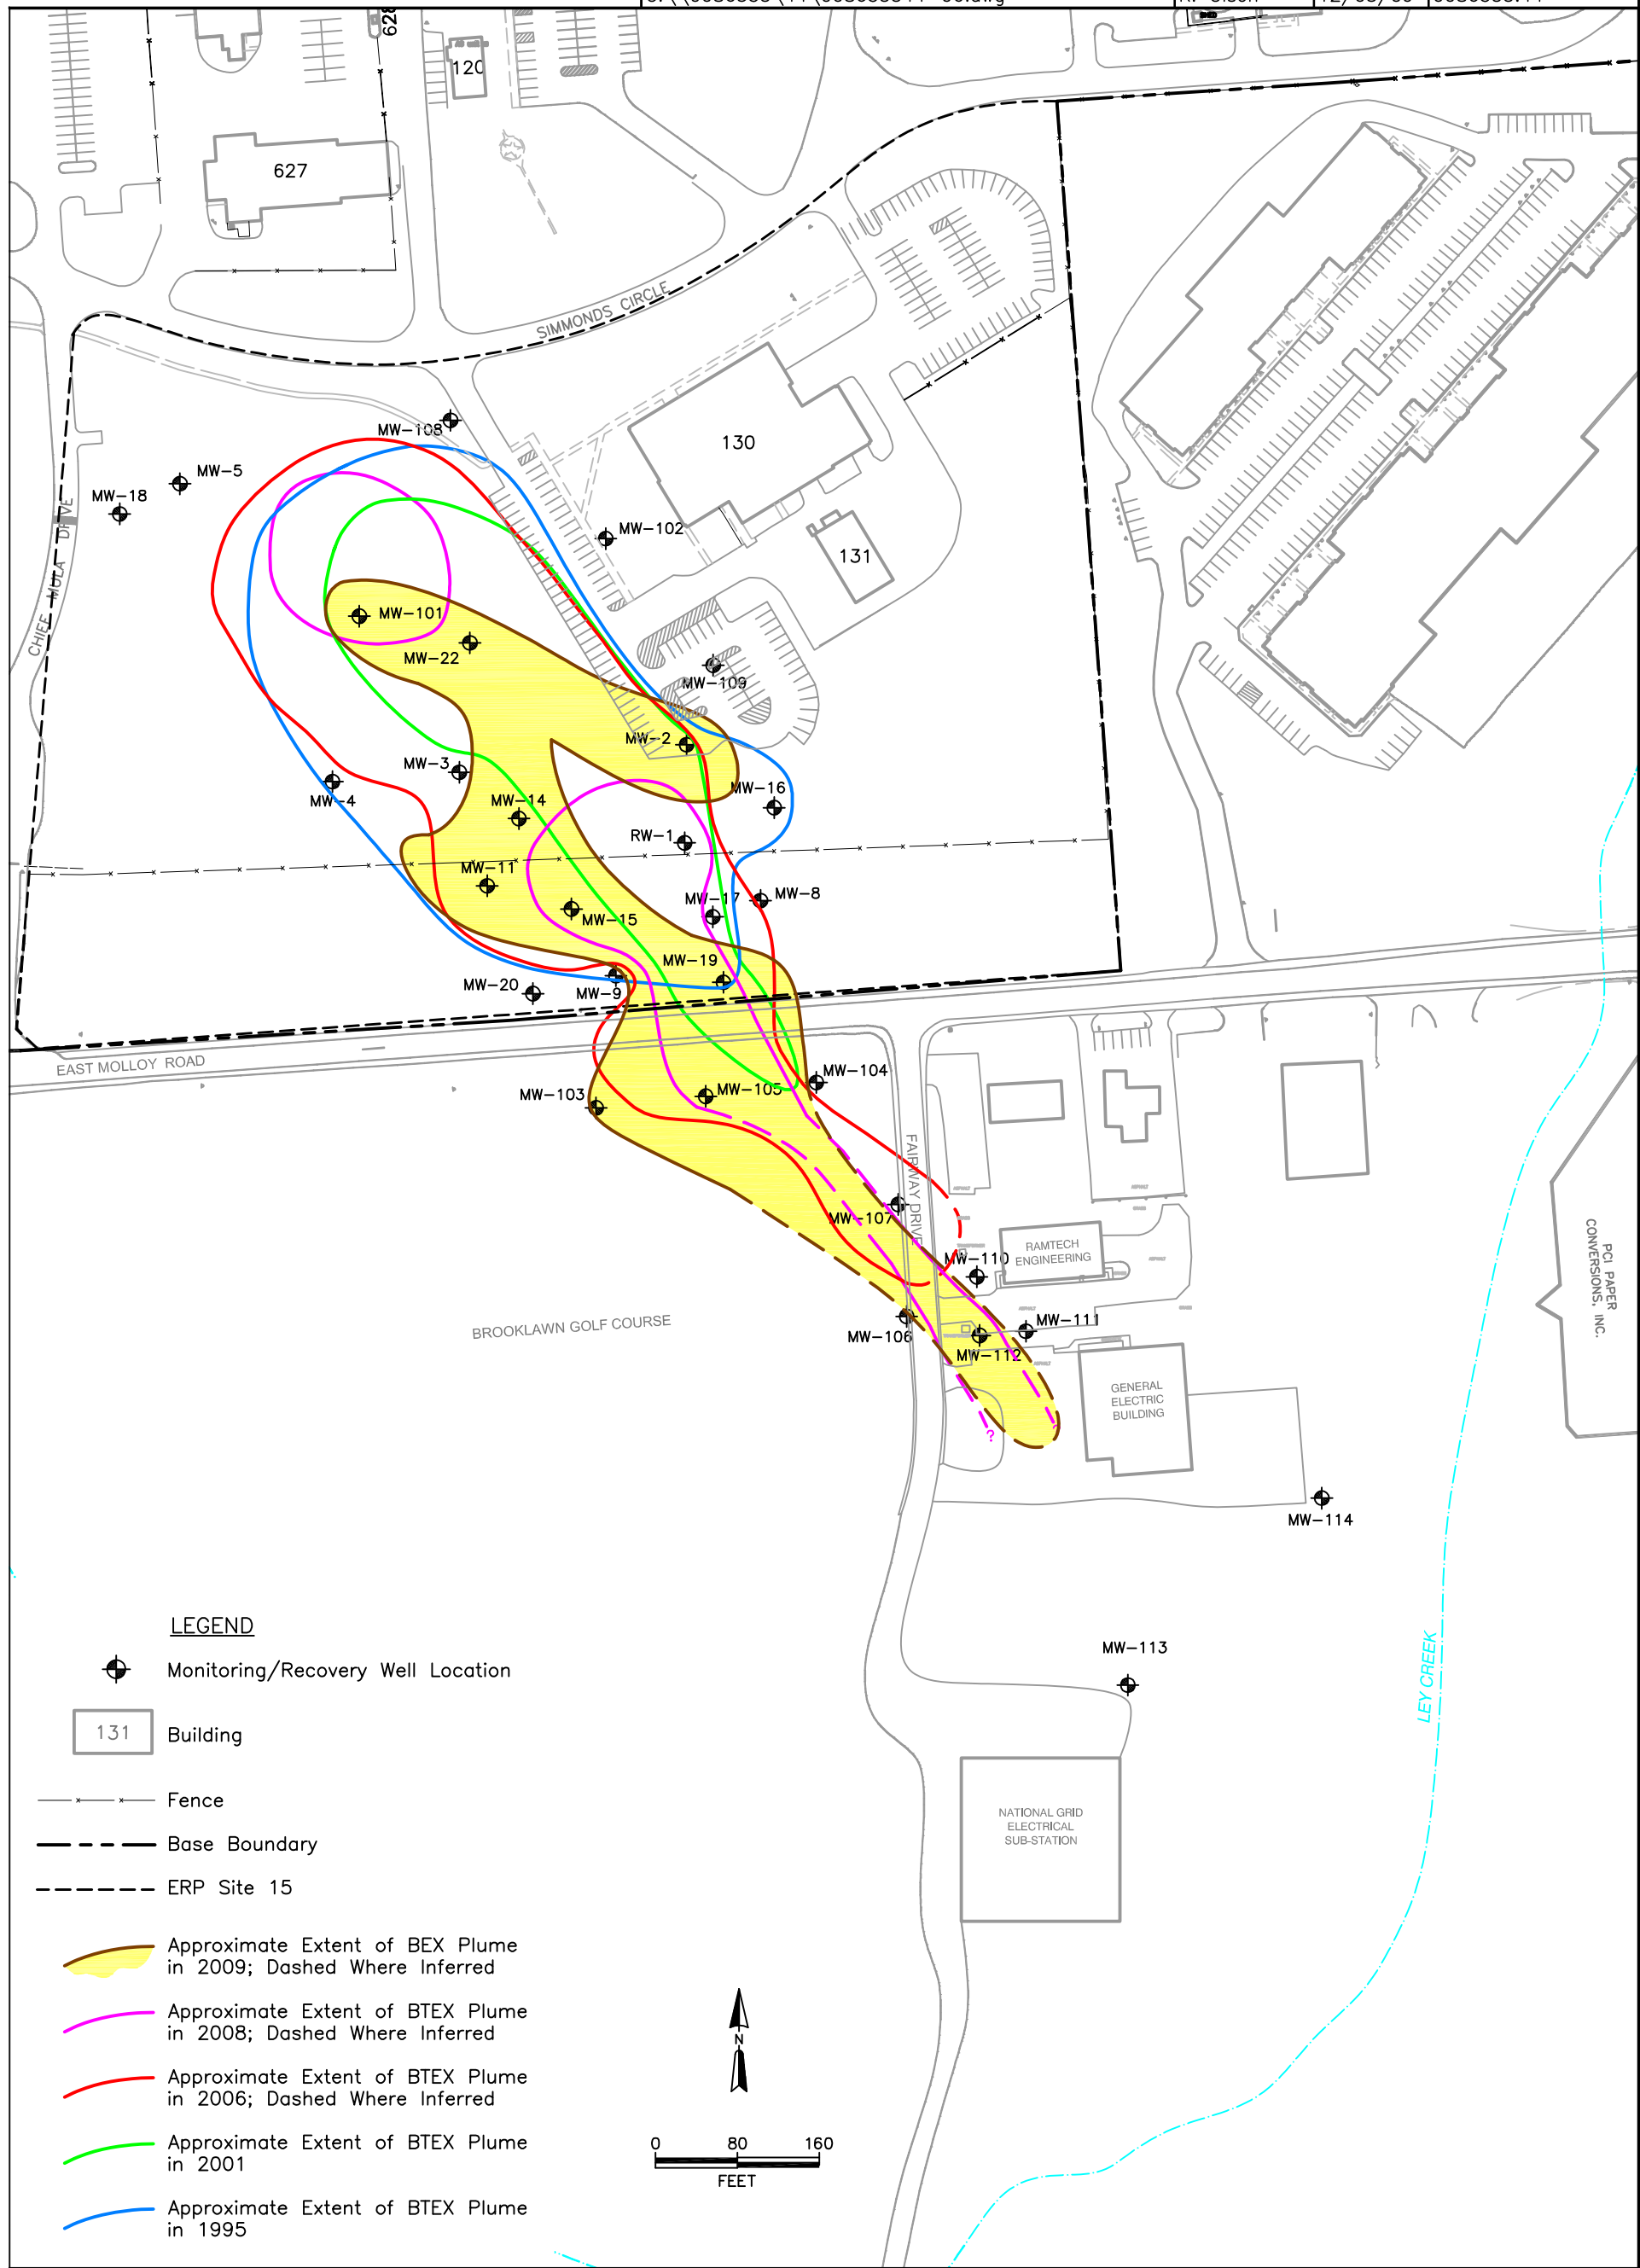 628
120
627
SIMMONDS CIRCLE
130
131
MW-108
MW-5
MW-18
MW-102
CHIEF MULA DRIVE
MW-101
MW-22
MW-109
MW-2
MW-3
MW-4
MW-14
MW-16
RW-1
MW-11
MW-8
MW-17
MW-15
MW-19
MW-20
MW-9
EAST MOLLOY ROAD
MW-104
MW-103
MW-105
FAIRWAY DRIVE
MW-107
RAMTECH
ENGINEERING
MW-110
PCI PAPER
CONVERSIONS, INC.
BROOKLAWN GOLF COURSE
MW-106
MW-111
MW-112
GENERAL
ELECTRIC
BUILDING
?
MW-114
MW-113
LEY CREEK
NATIONAL GRID
ELECTRICAL
SUB-STATION
LEGEND
Monitoring/Recovery Well Location
131
Building
Fence
Base Boundary
ERP Site 15
Approximate Extent of BEX Plume
in 2009; Dashed Where Inferred
Approximate Extent of BTEX Plume
in 2008; Dashed Where Inferred
Approximate Extent of BTEX Plume
in 2006; Dashed Where Inferred
Approximate Extent of BTEX Plume
in 2001
Approximate Extent of BTEX Plume
in 1995
N
0 80 160
FEET